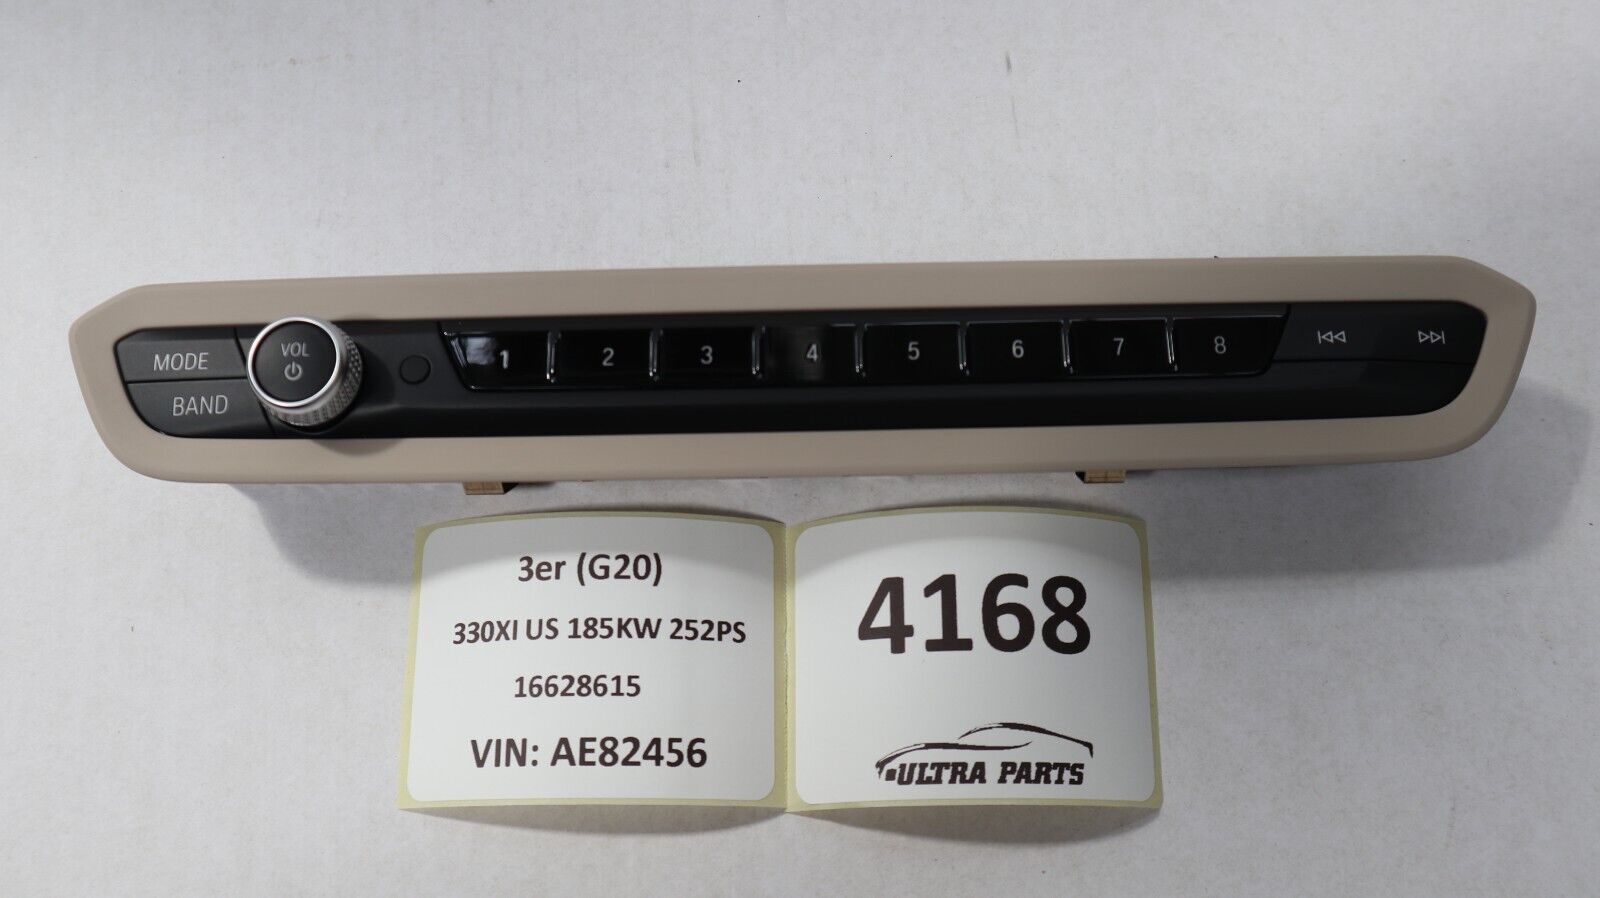 MODE
BAND
VOL
1 2 3 4 5 6 7 8
3er (G20)
330XI US 185KW 252PS
16628615
VIN: AE82456
4168
ULTRA PARTS